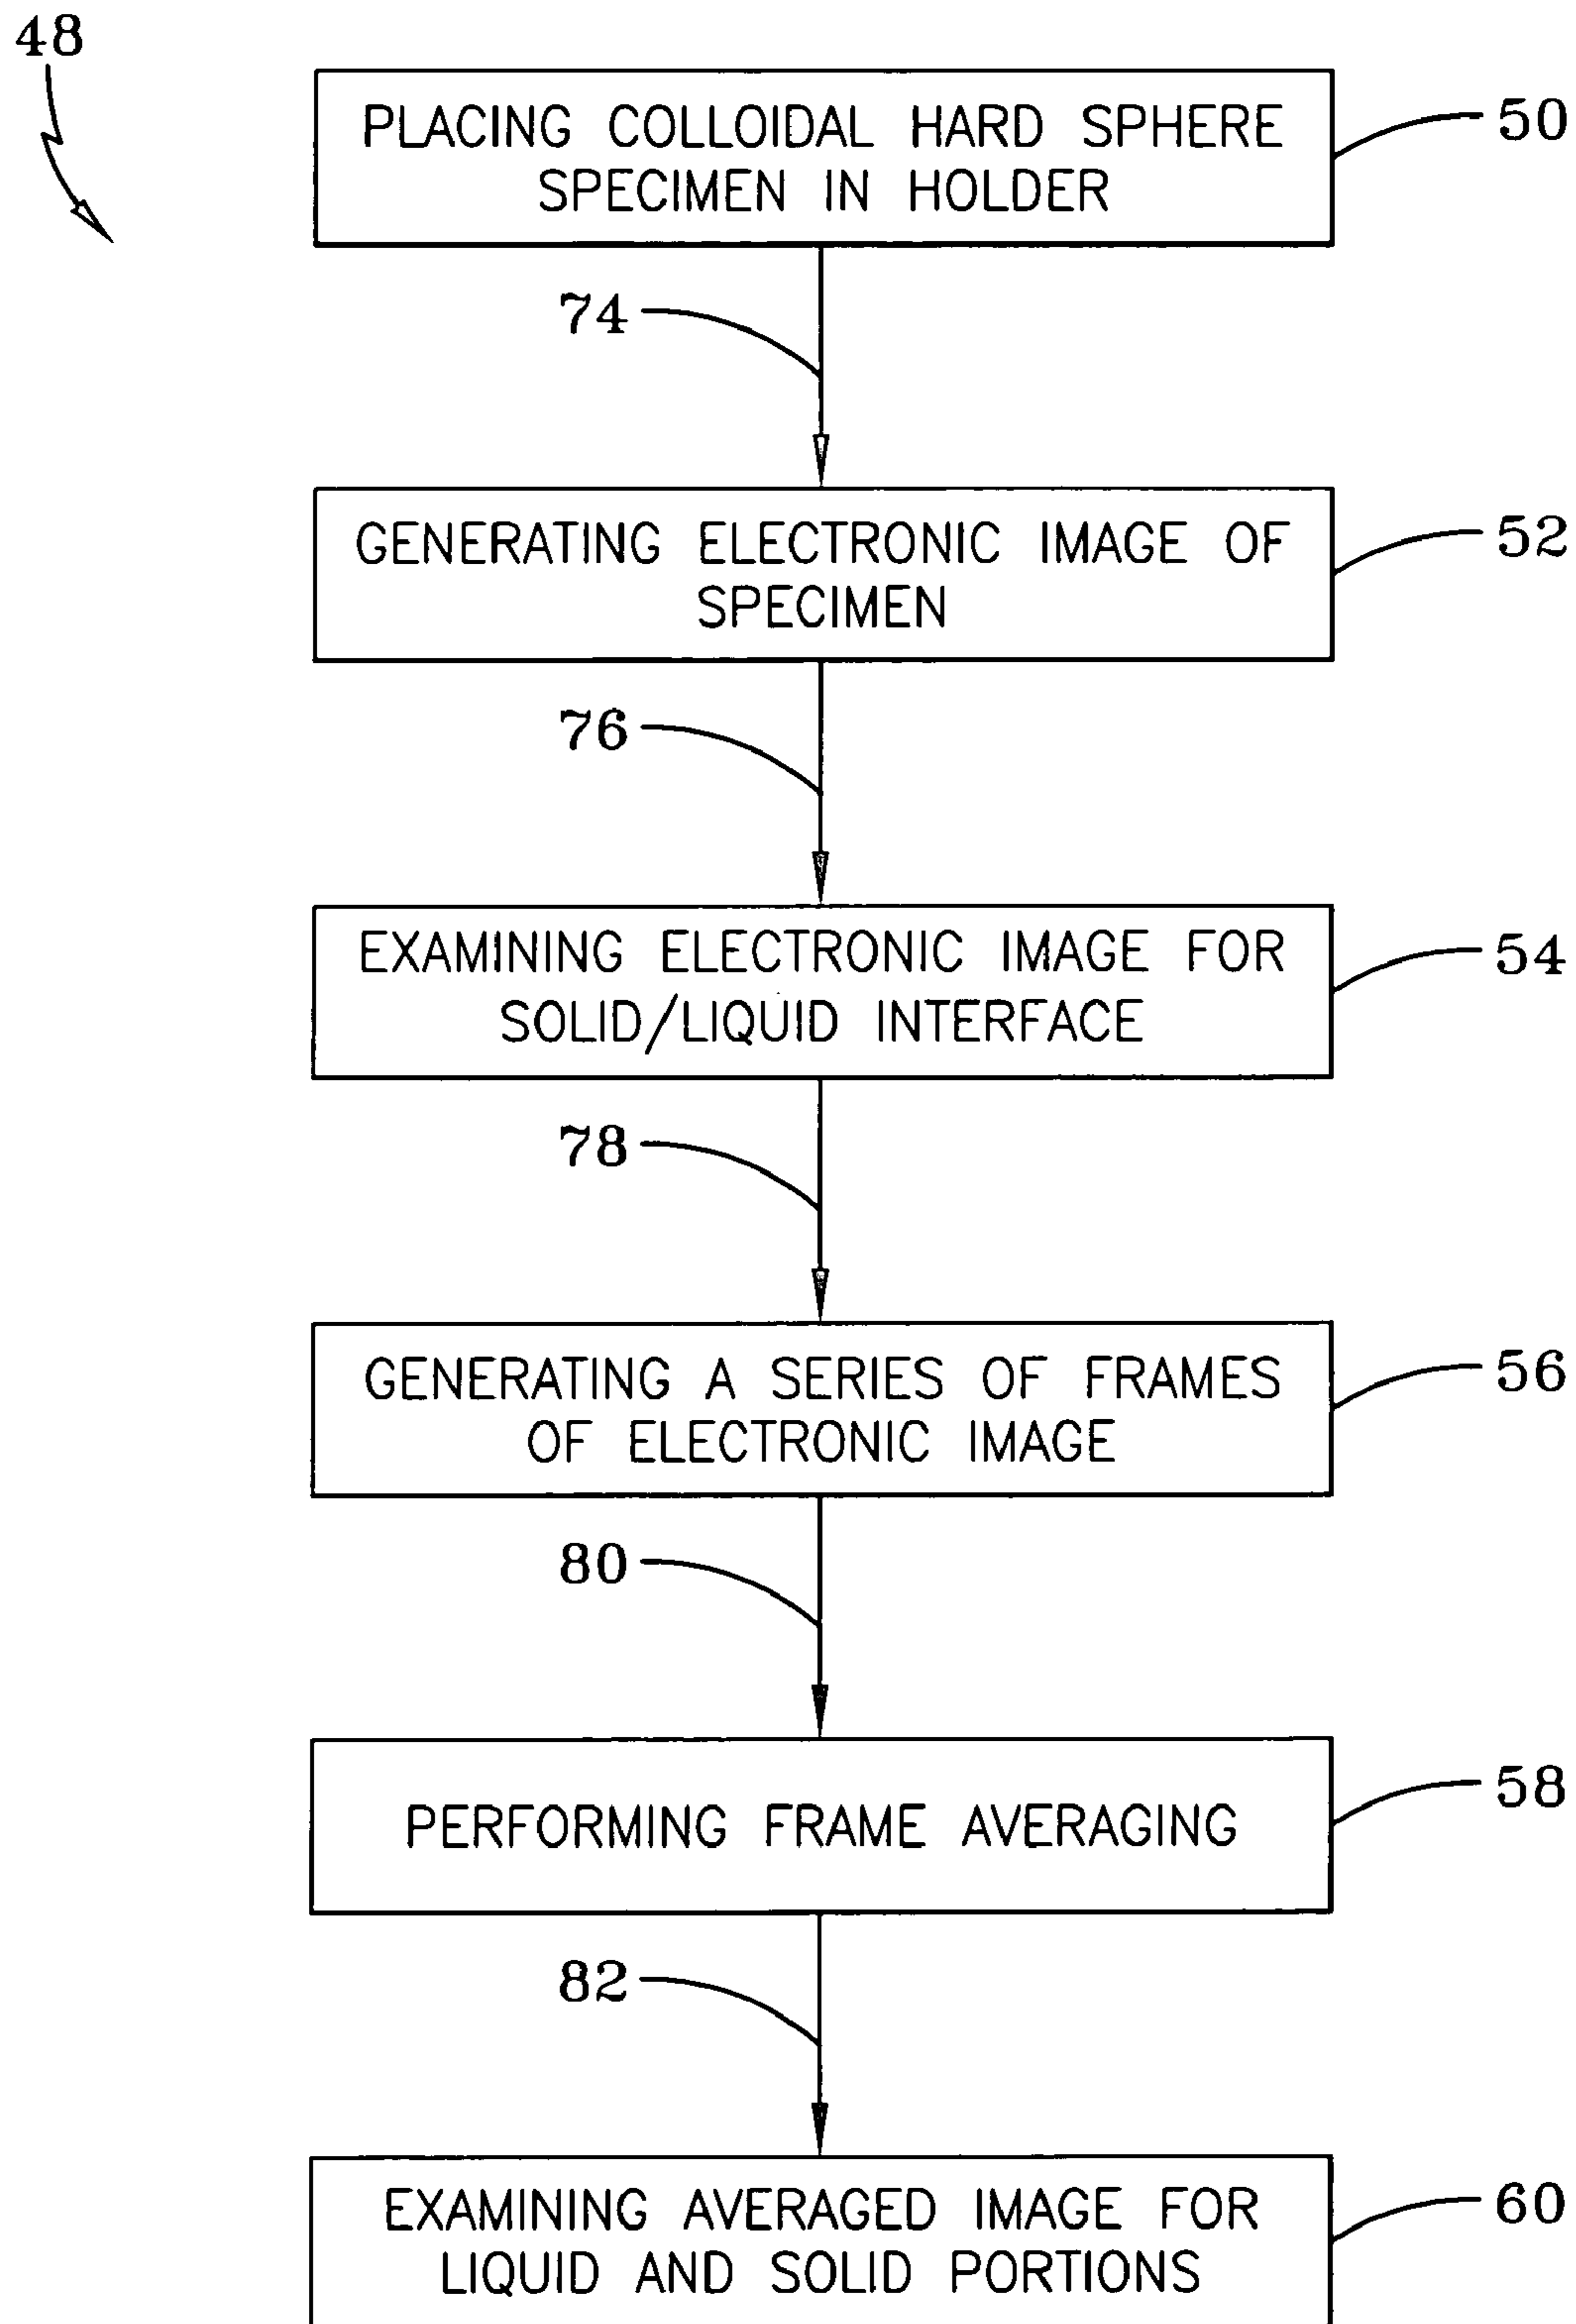 48
PLACING COLLOIDAL HARD SPHERE
SPECIMEN IN HOLDER
50
74
GENERATING ELECTRONIC IMAGE OF
SPECIMEN
52
76
EXAMINING ELECTRONIC IMAGE FOR
SOLID/LIQUID INTERFACE
54
78
GENERATING A SERIES OF FRAMES
OF ELECTRONIC IMAGE
56
80
PERFORMING FRAME AVERAGING
58
82
EXAMINING AVERAGED IMAGE FOR
LIQUID AND SOLID PORTIONS
60